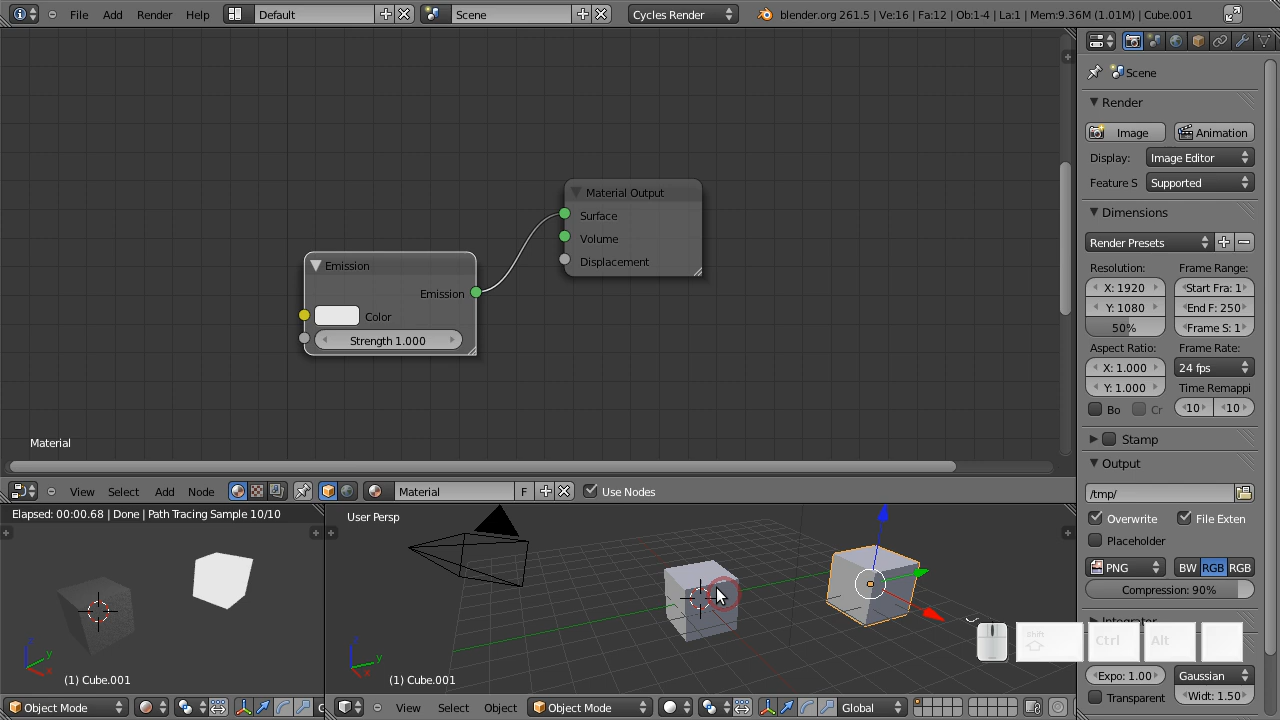 File Add Render Help Default Scene Cycles Render blender.org 261.5 | Ve:16 | Fa:12 | Ob:1-4 | La:1 | Mem:9.36M (1.01M) | Cube.001
Scene
Render
Image Animation
Display: Image Editor
Feature S Supported
Dimensions
Render Presets
Resolution: Frame Range:
X: 1920 Start Fra: 1
Y: 1080 End F: 250
50% Frame S: 1
Aspect Ratio: Frame Rate:
X: 1.000 24 fps
Y: 1.000 Time Remappi
Bo Cr 10 10
Stamp
Output
/tmp/
Overwrite File Exten
Placeholder
PNG BW RGB RGB
Compression: 90%
Integrator
Expo: 1.00 Gaussian
Transparent Widt: 1.50
Material Output
Surface
Volume
Displacement
Emission
Emission
Color
Strength 1.000
Material
View Select Add Node Material F Use Nodes
Elapsed: 00:00.68 | Done | Path Tracing Sample 10/10
User Persp
z
y
x
(1) Cube.001
y
x
(1) Cube.001
Shift Ctrl Alt
Object Mode
View Select Object Object Mode Global